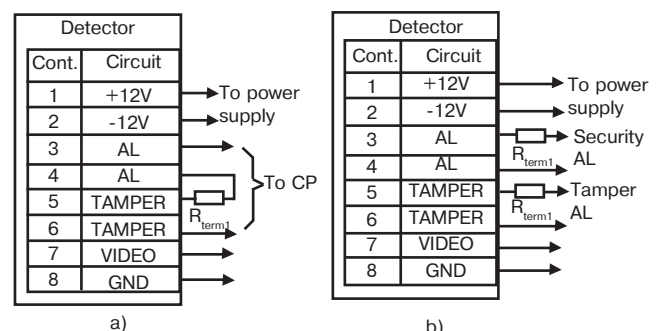 Detector
Cont. Circuit
1 +12V
2 -12V
3 AL
4 AL
5 TAMPER
6 TAMPER
7 VIDEO
8 GND
To power
supply
To CP
Rterm1
a)
Detector
Cont. Circuit
1 +12V
2 -12V
3 AL
4 AL
5 TAMPER
6 TAMPER
7 VIDEO
8 GND
To power
supply
Security
Rterm1 AL
Tamper
Rterm1 AL
b)